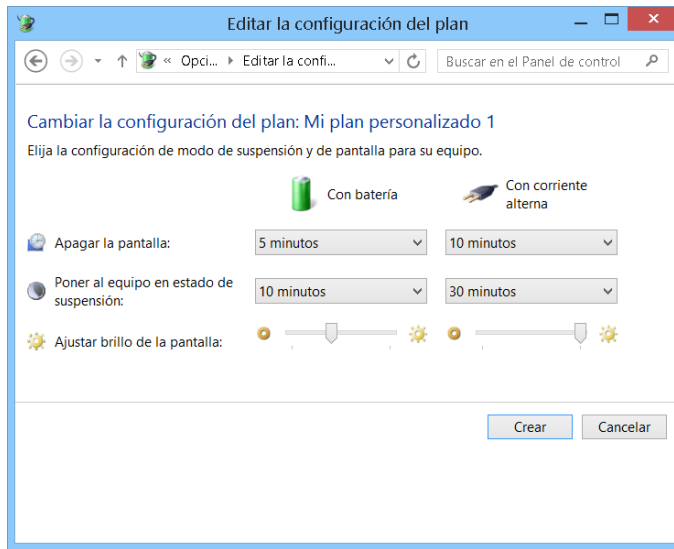 Editar la configuración del plan
« Opci... ▸ Editar la confi...
Buscar en el Panel de control
Cambiar la configuración del plan: Mi plan personalizado 1
Elija la configuración de modo de suspensión y de pantalla para su equipo.
Con batería
Con corriente
alterna
Apagar la pantalla:
5 minutos
10 minutos
Poner al equipo en estado de
suspensión:
10 minutos
30 minutos
Ajustar brillo de la pantalla:
Crear
Cancelar